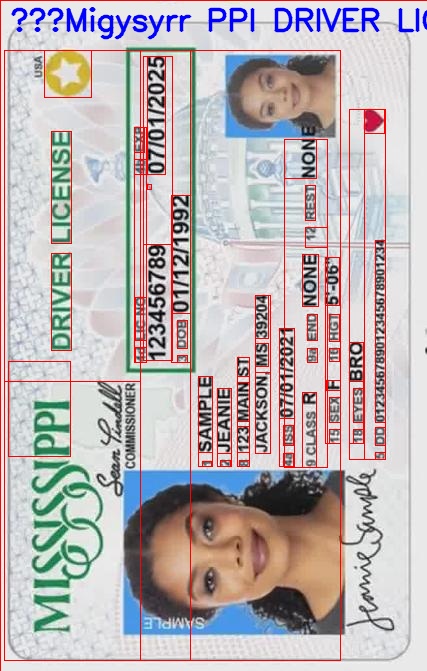 ???Migysyrr PPI DRIVER LIC
MISSISSIPPI
DRIVER LICENSE
USA
Sean Tindell
COMMISSIONER
4d LIC NO.
4b EXP
123456789
07/01/2025
3 DOB 01/12/1992
1 SAMPLE
2 JEANIE
8 123 MAIN ST
JACKSON, MS 39204
4a ISS 07/01/2021
9 CLASS R
9a END NONE
12 REST NONE
15 SEX F
16 HGT 5'-06"
18 EYES BRO
5 DD 0123456789012345678901234
SAMPLE
Jeanie Sample